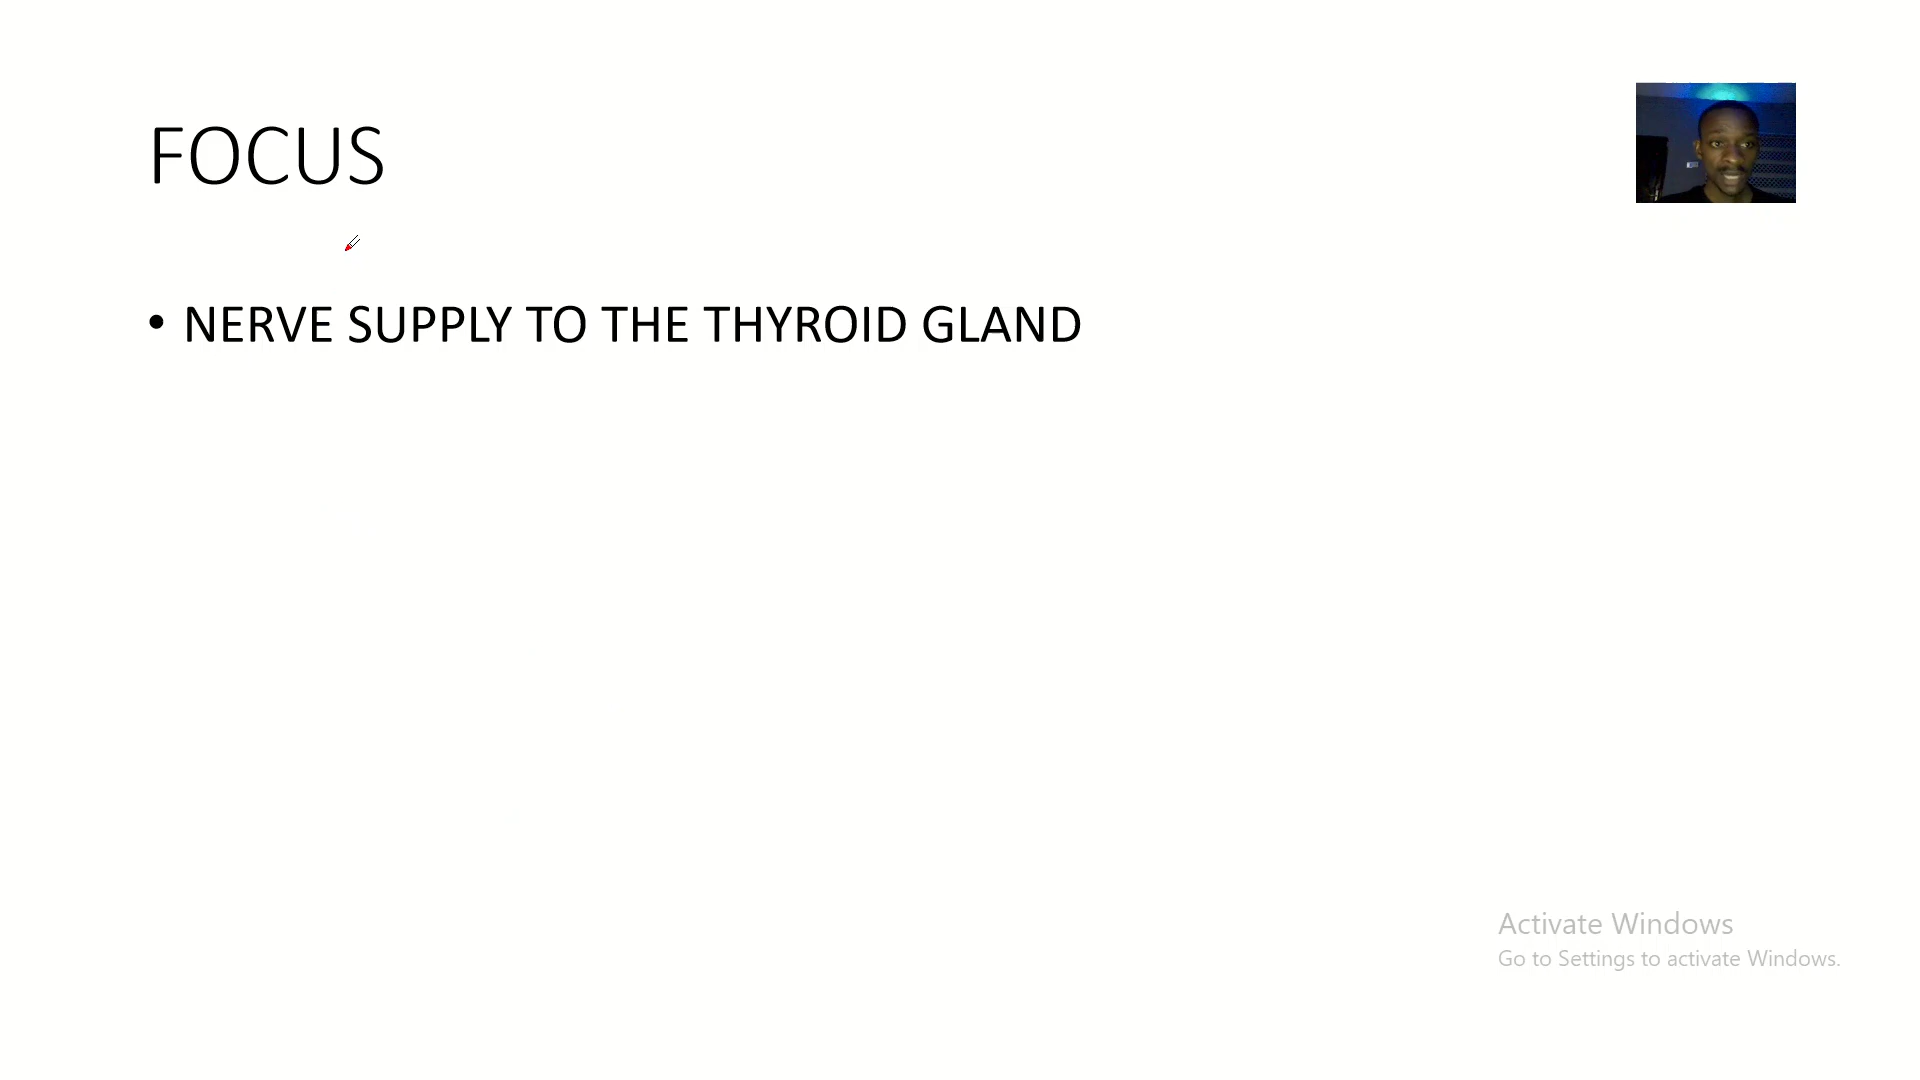 FOCUS
• NERVE SUPPLY TO THE THYROID GLAND
Activate Windows
Go to Settings to activate Windows.